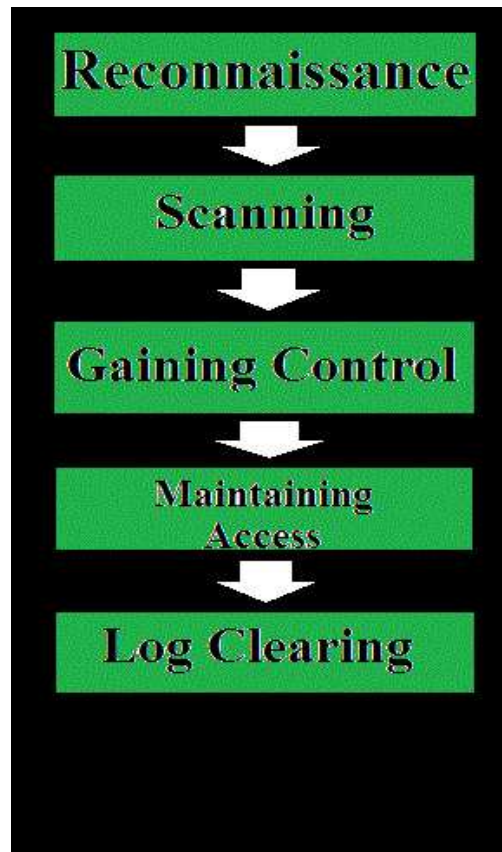 Reconnaissance
Scanning
Gaining Control
Maintaining
Access
Log Clearing